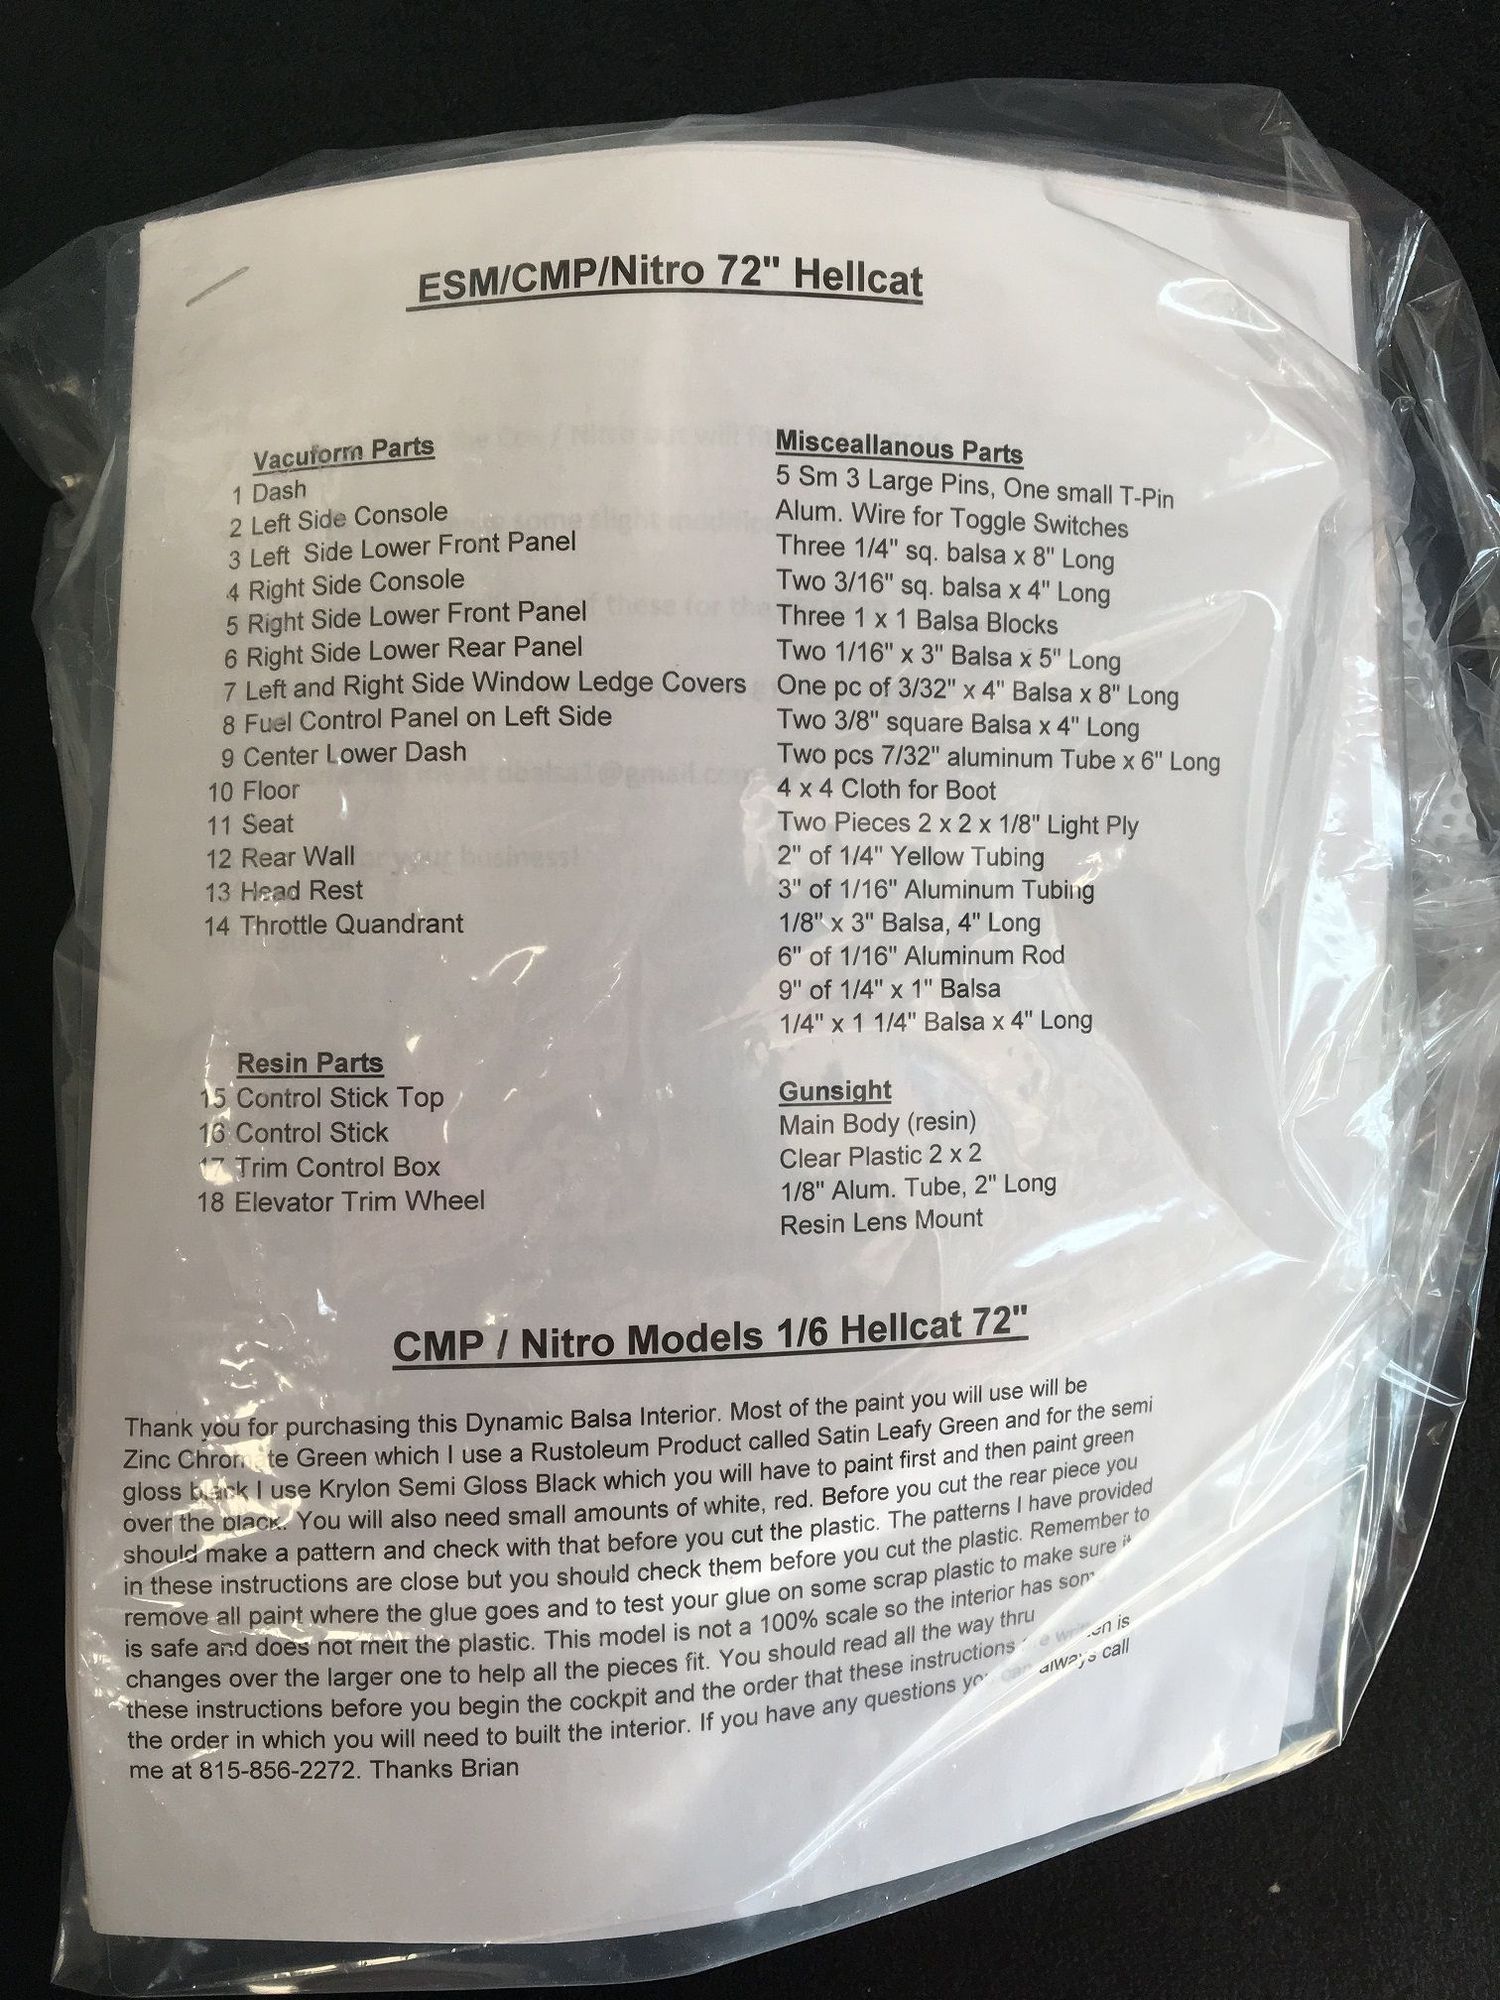 ESM/CMP/Nitro 72" Hellcat
Vacuform Parts
1 Dash
2 Left Side Console
3 Left Side Lower Front Panel
4 Right Side Console
5 Right Side Lower Front Panel
6 Right Side Lower Rear Panel
7 Left and Right Side Window Ledge Covers
8 Fuel Control Panel on Left Side
9 Center Lower Dash
10 Floor
11 Seat
12 Rear Wall
13 Head Rest
14 Throttle Quandrant
Resin Parts
15 Control Stick Top
16 Control Stick
17 Trim Control Box
18 Elevator Trim Wheel
Misceallanous Parts
5 Sm 3 Large Pins, One small T-Pin
Alum. Wire for Toggle Switches
Three 1/4" sq. balsa x 8" Long
Two 3/16" sq. balsa x 4" Long
Three 1 x 1 Balsa Blocks
Two 1/16" x 3" Balsa x 5" Long
One pc of 3/32" x 4" Balsa x 8" Long
Two 3/8" square Balsa x 4" Long
Two pcs 7/32" aluminum Tube x 6" Long
4 x 4 Cloth for Boot
Two Pieces 2 x 2 x 1/8" Light Ply
2" of 1/4" Yellow Tubing
3" of 1/16" Aluminum Tubing
1/8" x 3" Balsa, 4" Long
6" of 1/16" Aluminum Rod
9" of 1/4" x 1" Balsa
1/4" x 1 1/4" Balsa x 4" Long
Gunsight
Main Body (resin)
Clear Plastic 2 x 2
1/8" Alum. Tube, 2" Long
Resin Lens Mount
CMP / Nitro Models 1/6 Hellcat 72"
Thank you for purchasing this Dynamic Balsa Interior. Most of the paint you will use will be
Zinc Chromate Green which I use a Rustoleum Product called Satin Leafy Green and for the semi
gloss black I use Krylon Semi Gloss Black which you will have to paint first and then paint green
over the black. You will also need small amounts of white, red. Before you cut the rear piece you
should make a pattern and check with that before you cut the plastic. The patterns I have provided
in these instructions are close but you should check them before you cut the plastic. Remember to
remove all paint where the glue goes and to test your glue on some scrap plastic to make sure it
is safe and does not melt the plastic. This model is not a 100% scale so the interior has som
changes over the larger one to help all the pieces fit. You should read all the way thru
these instructions before you begin the cockpit and the order that these instructions are written is
the order in which you will need to built the interior. If you have any questions you can always call
me at 815-856-2272. Thanks Brian